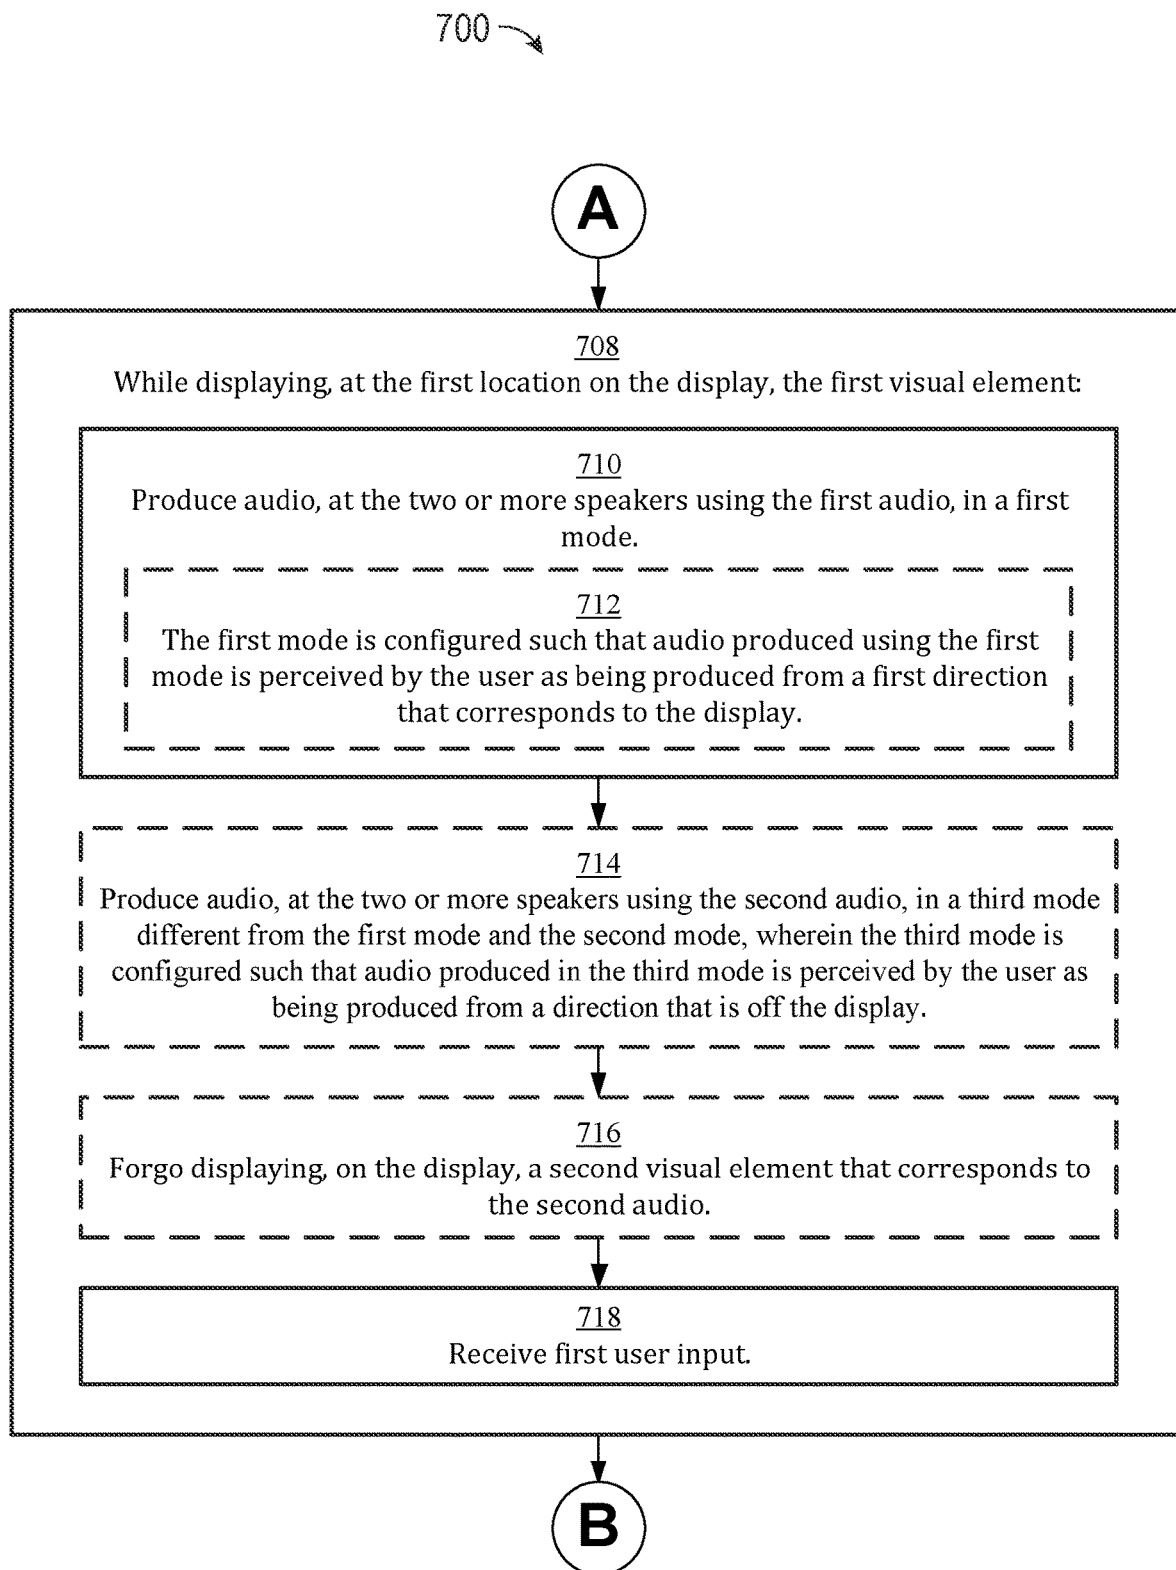 700
A
708
While displaying, at the first location on the display, the first visual element:
710
Produce audio, at the two or more speakers using the first audio, in a first
mode.
712
The first mode is configured such that audio produced using the first
mode is perceived by the user as being produced from a first direction
that corresponds to the display.
714
Produce audio, at the two or more speakers using the second audio, in a third mode
different from the first mode and the second mode, wherein the third mode is
configured such that audio produced in the third mode is perceived by the user as
being produced from a direction that is off the display.
716
Forgo displaying, on the display, a second visual element that corresponds to
the second audio.
718
Receive first user input.
B